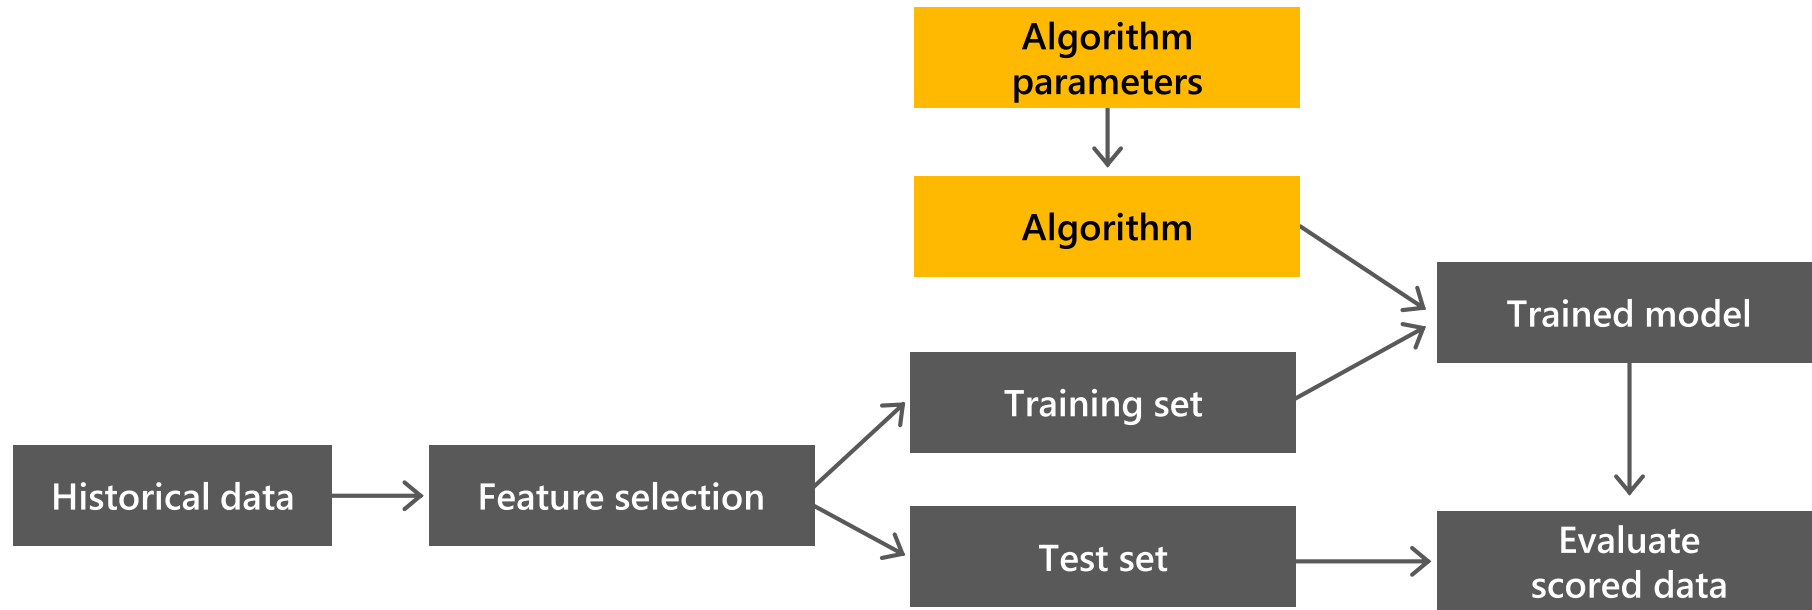 Algorithm
parameters
Algorithm
Trained model
Training set
Historical data
Feature selection
Test set
Evaluate
scored data